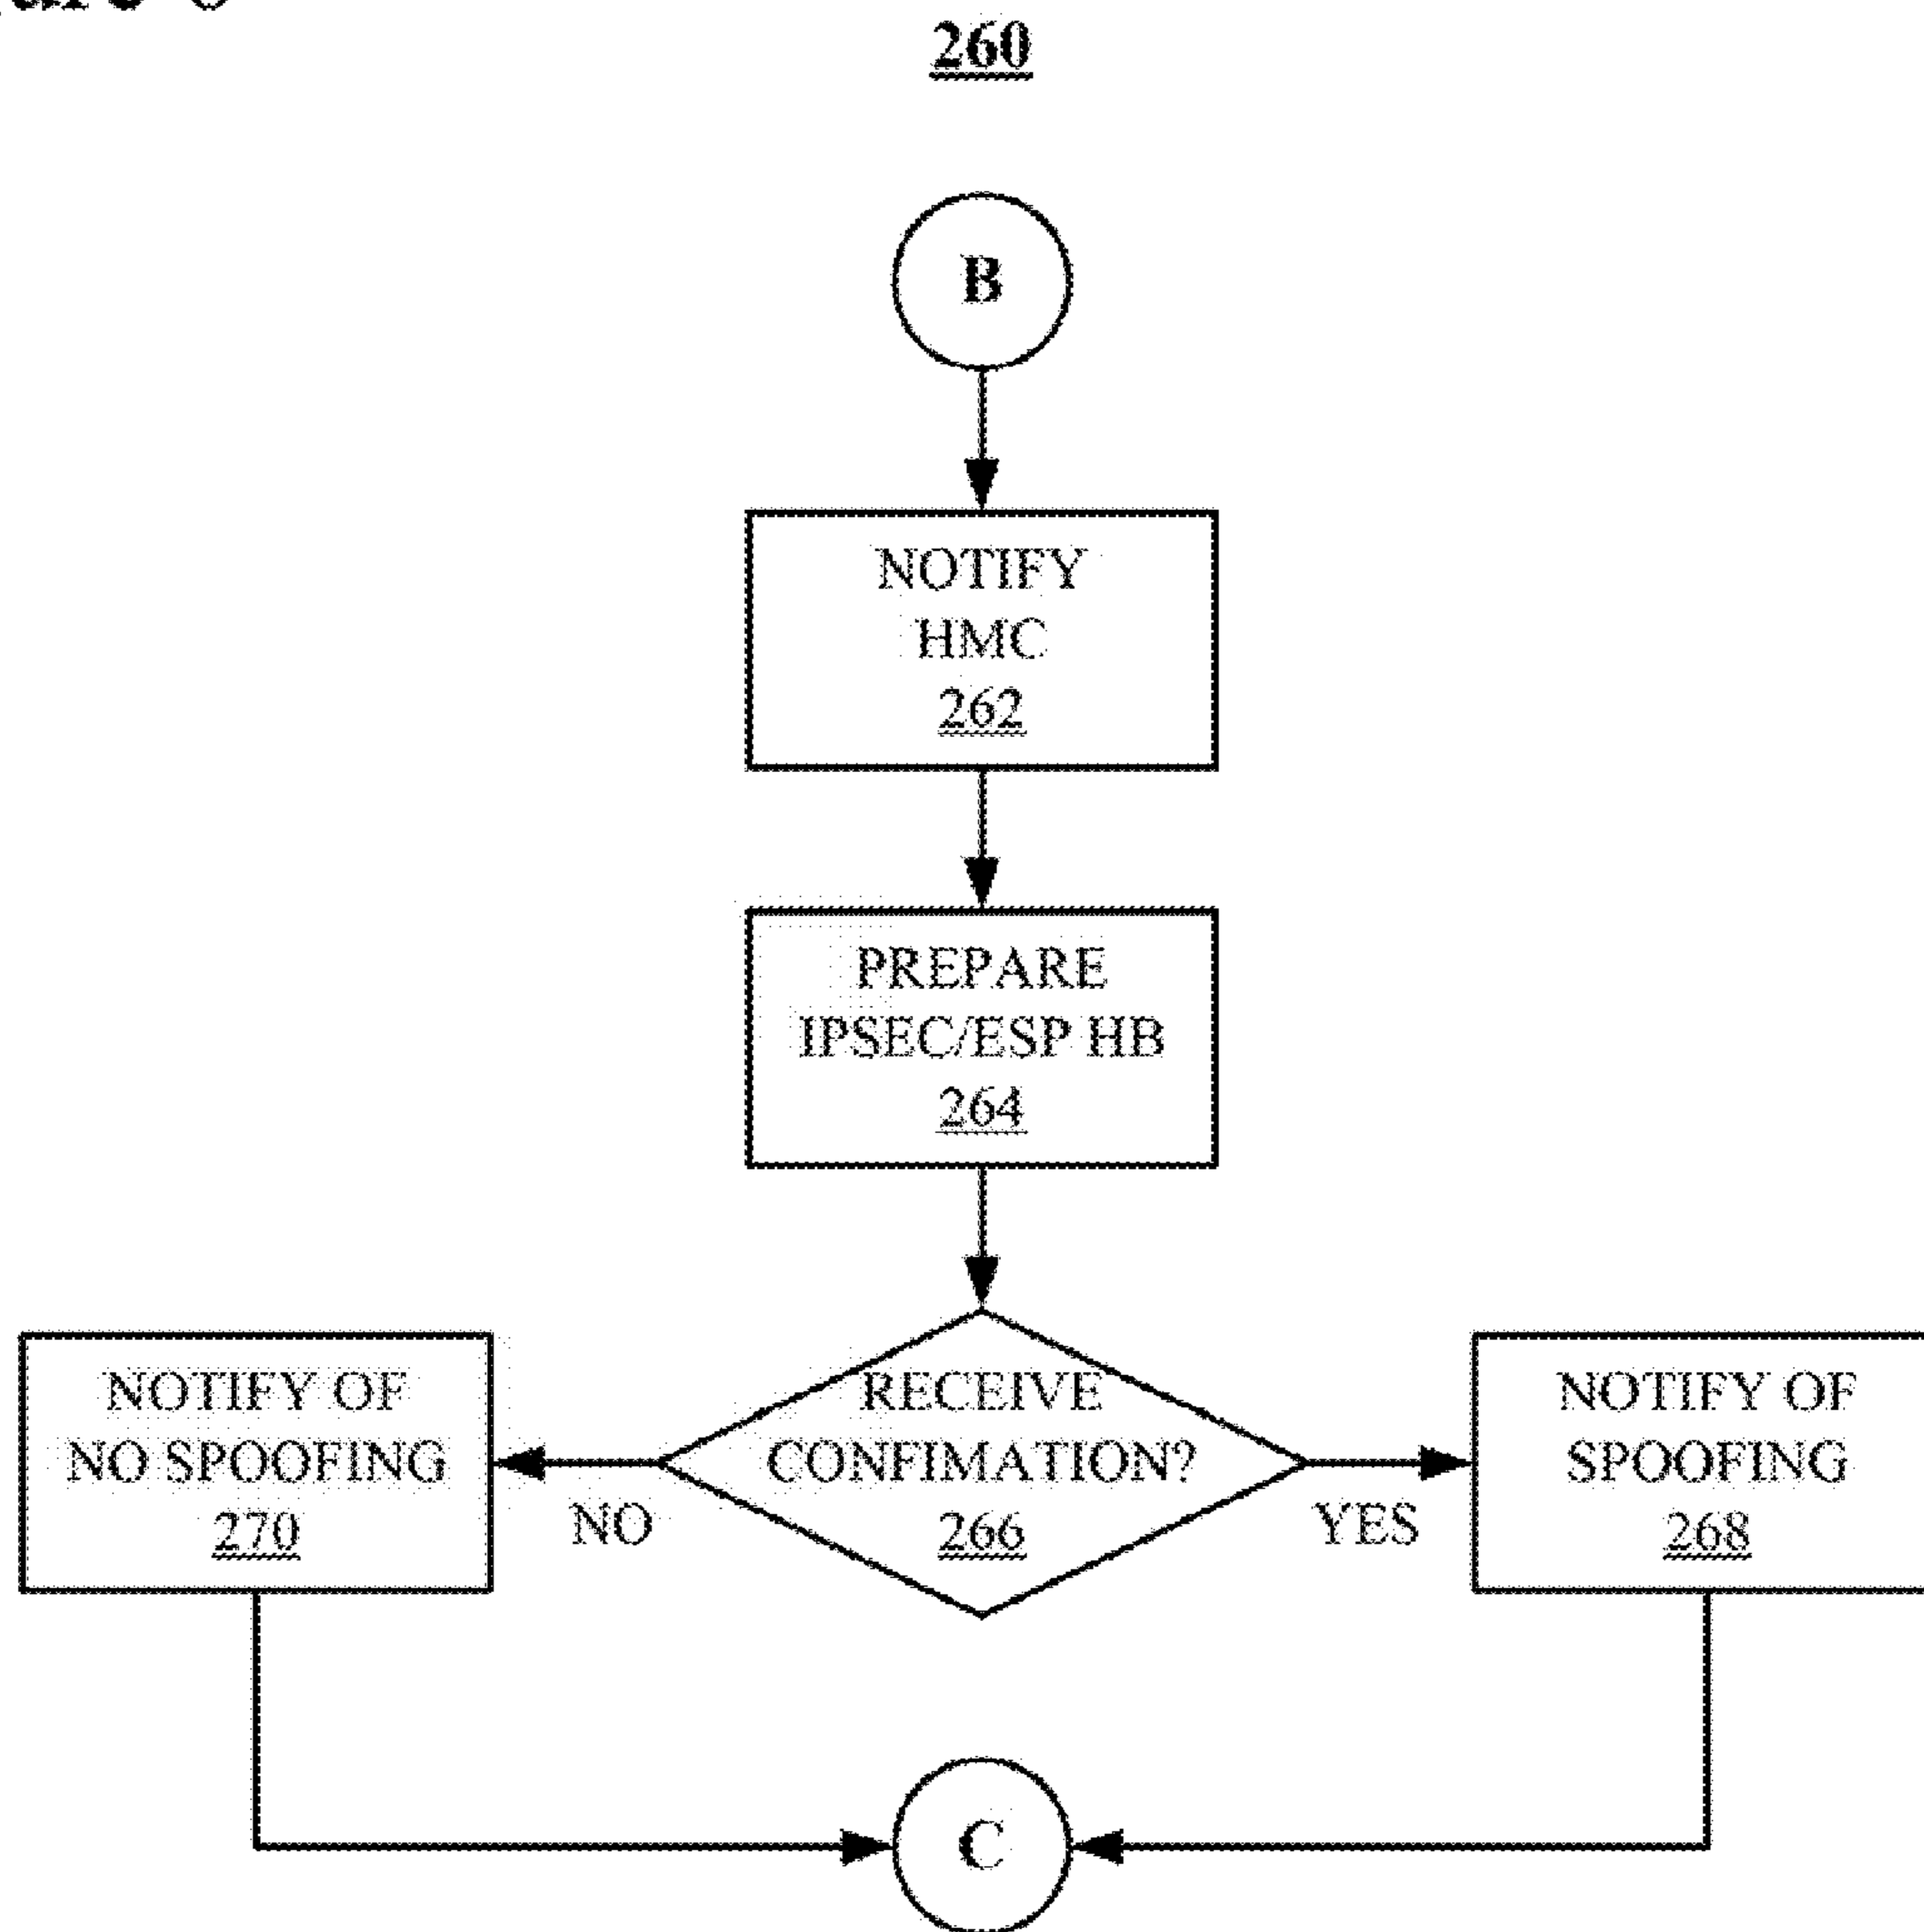 260
B
NOTIFY
HMC
262
PREPARE
IPSEC/ESP HB
264
RECEIVE
CONFIMATION?
266
NO
YES
NOTIFY OF
NO SPOOFING
270
NOTIFY OF
SPOOFING
268
C